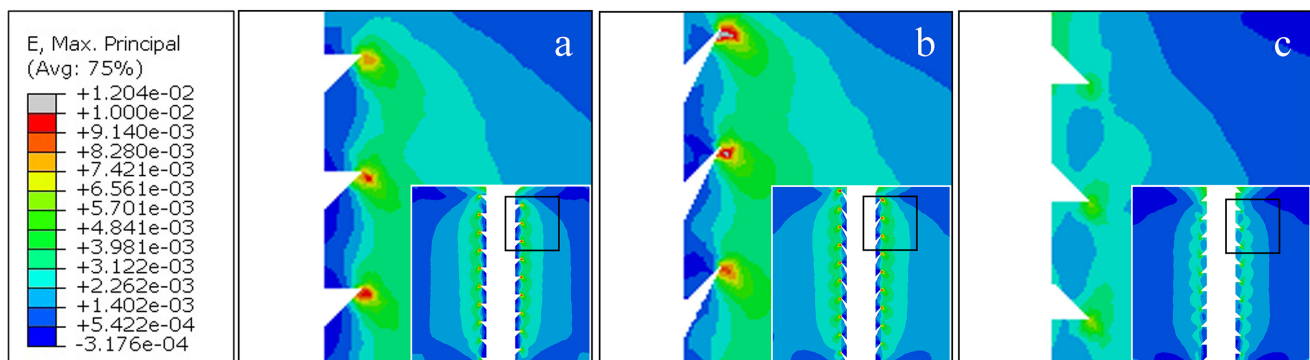 E, Max. Principal
(Avg: 75%)
+1.204e-02
+1.000e-02
+9.140e-03
+8.280e-03
+7.421e-03
+6.561e-03
+5.701e-03
+4.841e-03
+3.981e-03
+3.122e-03
+2.262e-03
+1.402e-03
+5.422e-04
-3.176e-04
a
b
c